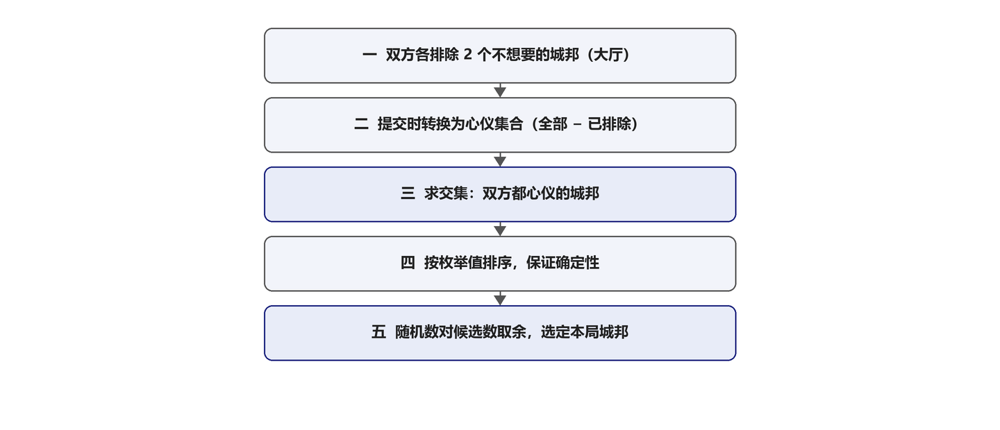 一 双方各排除 2 个不想要的城邦（大厅）
二 提交时转换为心仪集合（全部 − 已排除）
三 求交集：双方都心仪的城邦
四 按枚举值排序，保证确定性
五 随机数对候选数取余，选定本局城邦